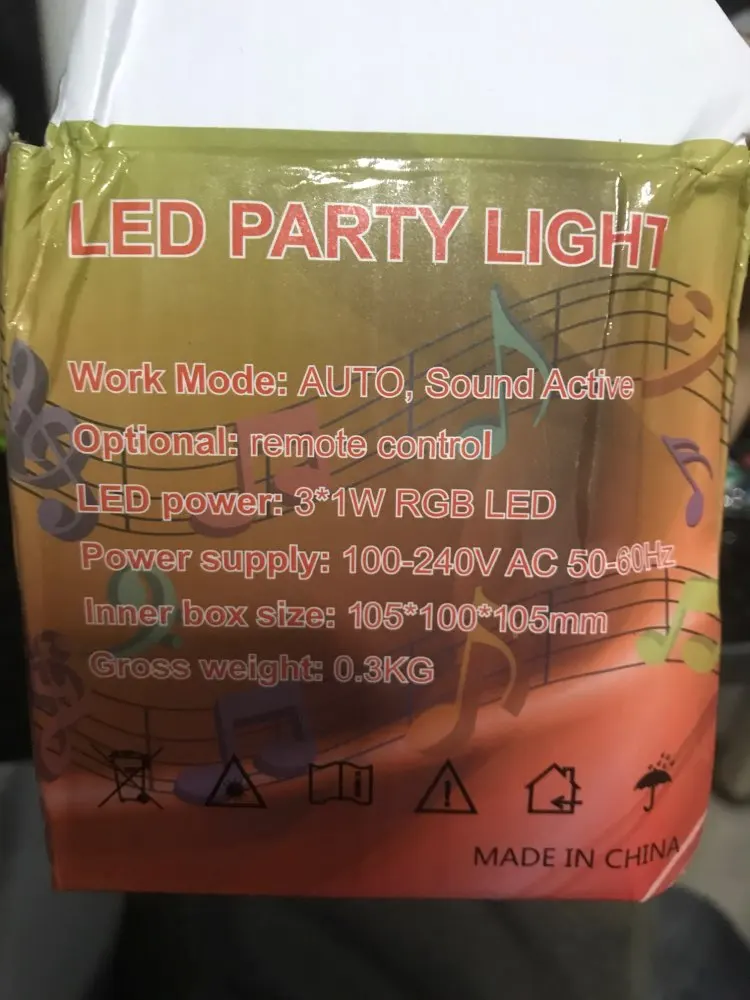 LED PARTY LIGHT
Work Mode: AUTO, Sound Active
Optional: remote control
LED power: 3*1W RGB LED
Power supply: 100-240V AC 50-60Hz
Inner box size: 105*100*105mm
Gross weight: 0.3KG
MADE IN CHINA